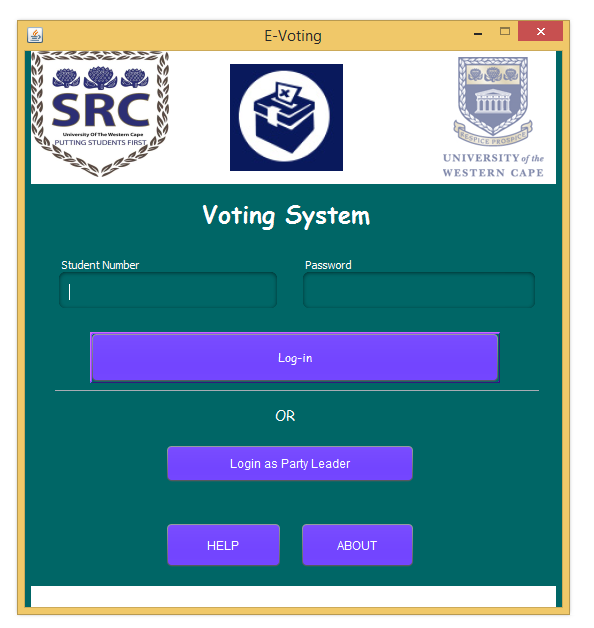 E-Voting
SRC
University Of The Western Cape
PUTTING STUDENTS FIRST
RESPICE PROSPICE
UNIVERSITY of the
WESTERN CAPE
Voting System
Student Number
Password
Log-in
OR
Login as Party Leader
HELP
ABOUT